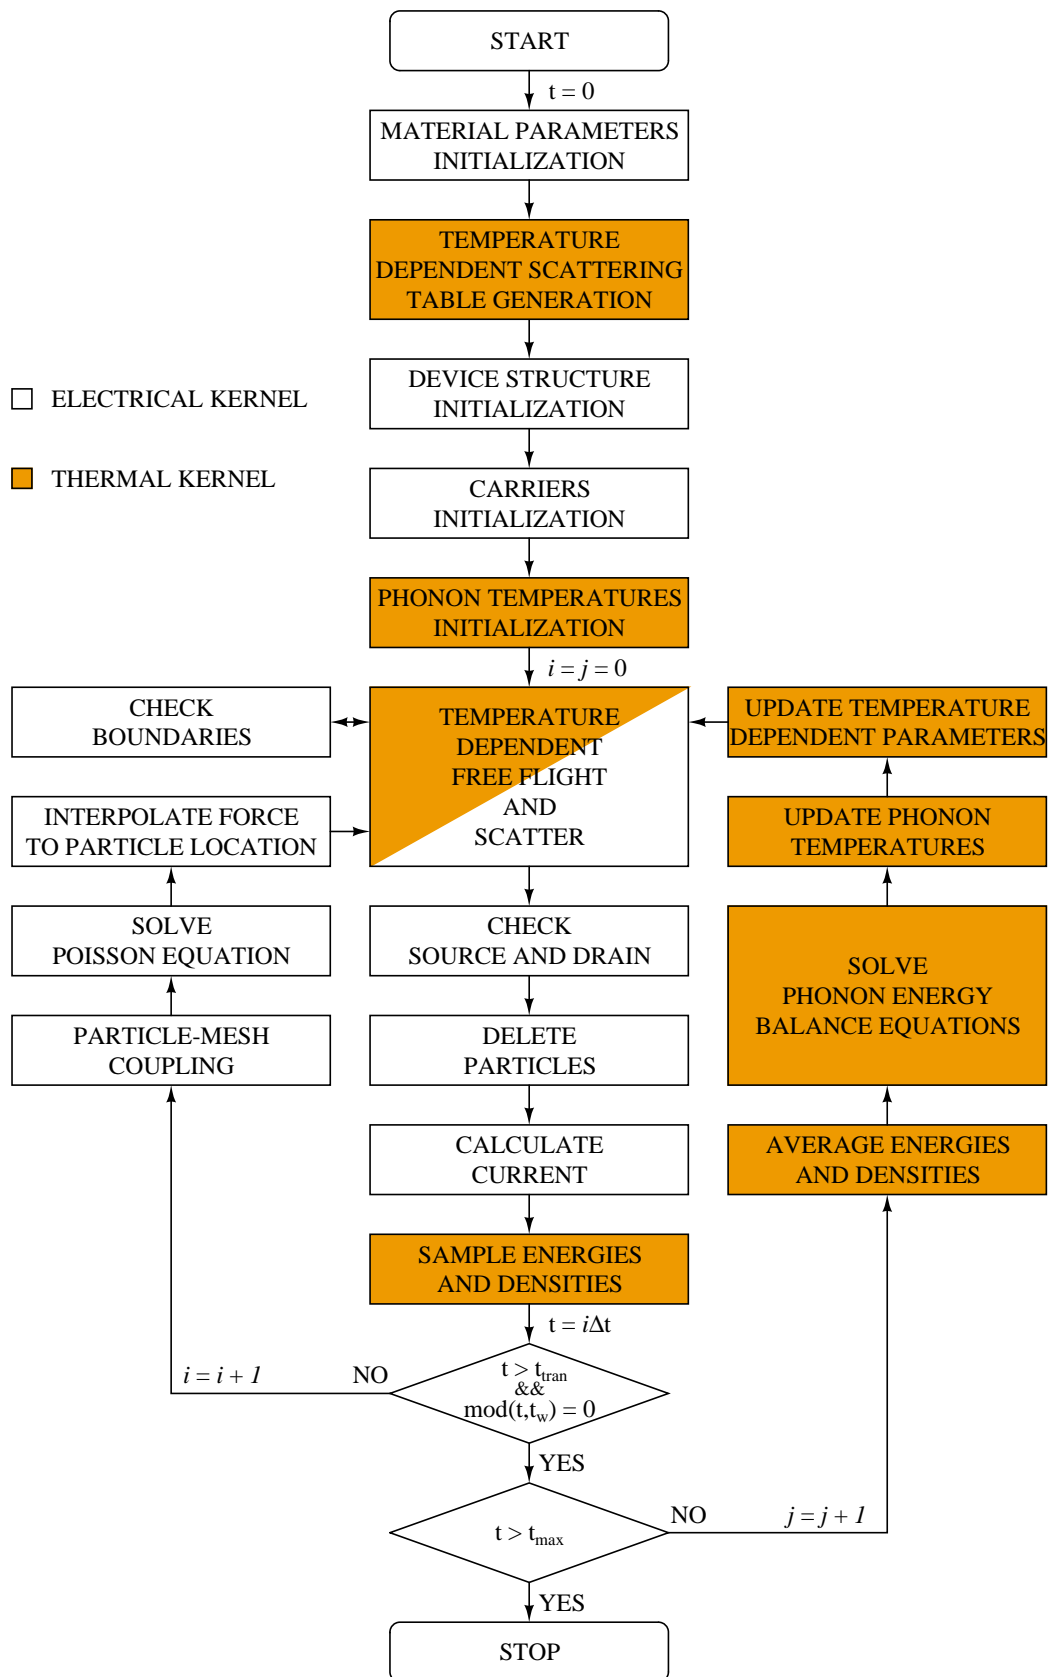 START
t = 0
MATERIAL PARAMETERS
INITIALIZATION
TEMPERATURE
DEPENDENT SCATTERING
TABLE GENERATION
DEVICE STRUCTURE
INITIALIZATION
ELECTRICAL KERNEL
THERMAL KERNEL
CARRIERS
INITIALIZATION
PHONON TEMPERATURES
INITIALIZATION
i = j = 0
CHECK
BOUNDARIES
TEMPERATURE
DEPENDENT
FREE FLIGHT
AND
SCATTER
UPDATE TEMPERATURE
DEPENDENT PARAMETERS
INTERPOLATE FORCE
TO PARTICLE LOCATION
UPDATE PHONON
TEMPERATURES
SOLVE
POISSON EQUATION
CHECK
SOURCE AND DRAIN
SOLVE
PHONON ENERGY
BALANCE EQUATIONS
PARTICLE-MESH
COUPLING
DELETE
PARTICLES
CALCULATE
CURRENT
AVERAGE ENERGIES
AND DENSITIES
SAMPLE ENERGIES
AND DENSITIES
t = iΔt
i = i + 1
NO
t > t_tran
&&
mod(t,t_w) = 0
YES
t > t_max
NO
j = j + 1
YES
STOP